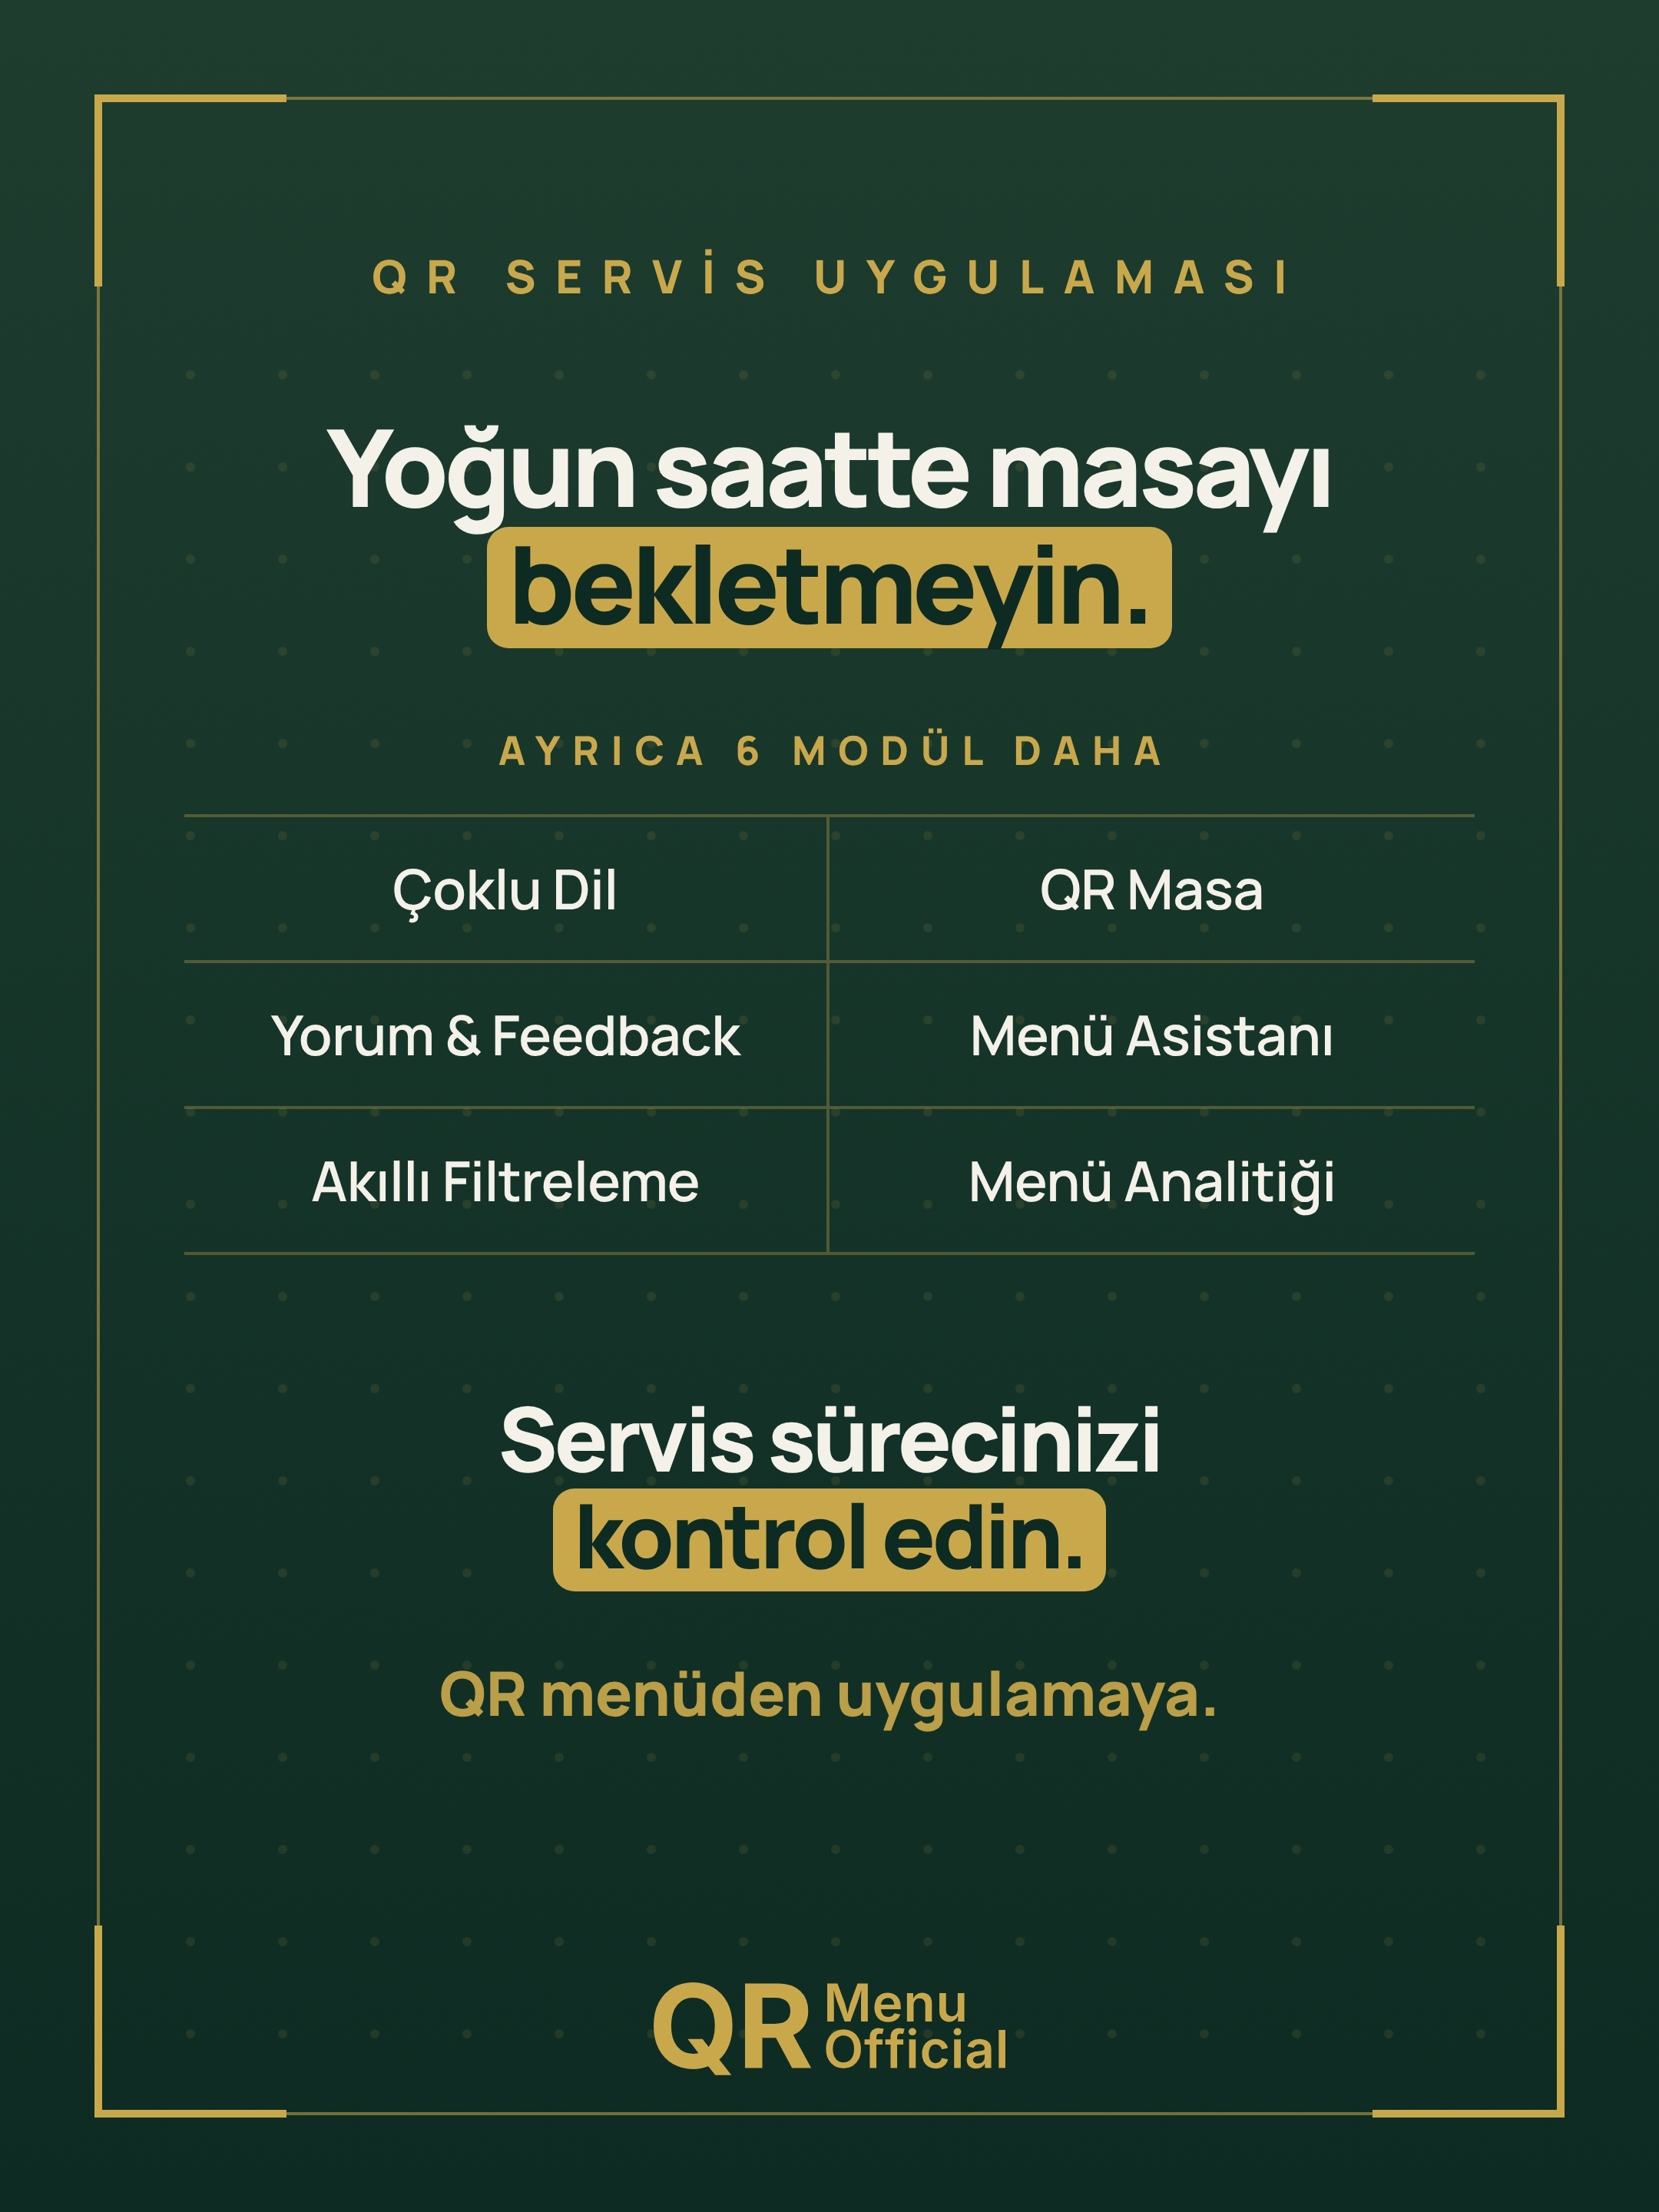 QR SERVİS UYGULAMASI
Yoğun saatte masayı
bekletmeyin.
AYRICA 6 MODÜL DAHA
Çoklu Dil
QR Masa
Yorum & Feedback
Menü Asistanı
Akıllı Filtreleme
Menü Analitiği
Servis sürecinizi
kontrol edin.
QR menüden uygulamaya.
QR Menu
Official